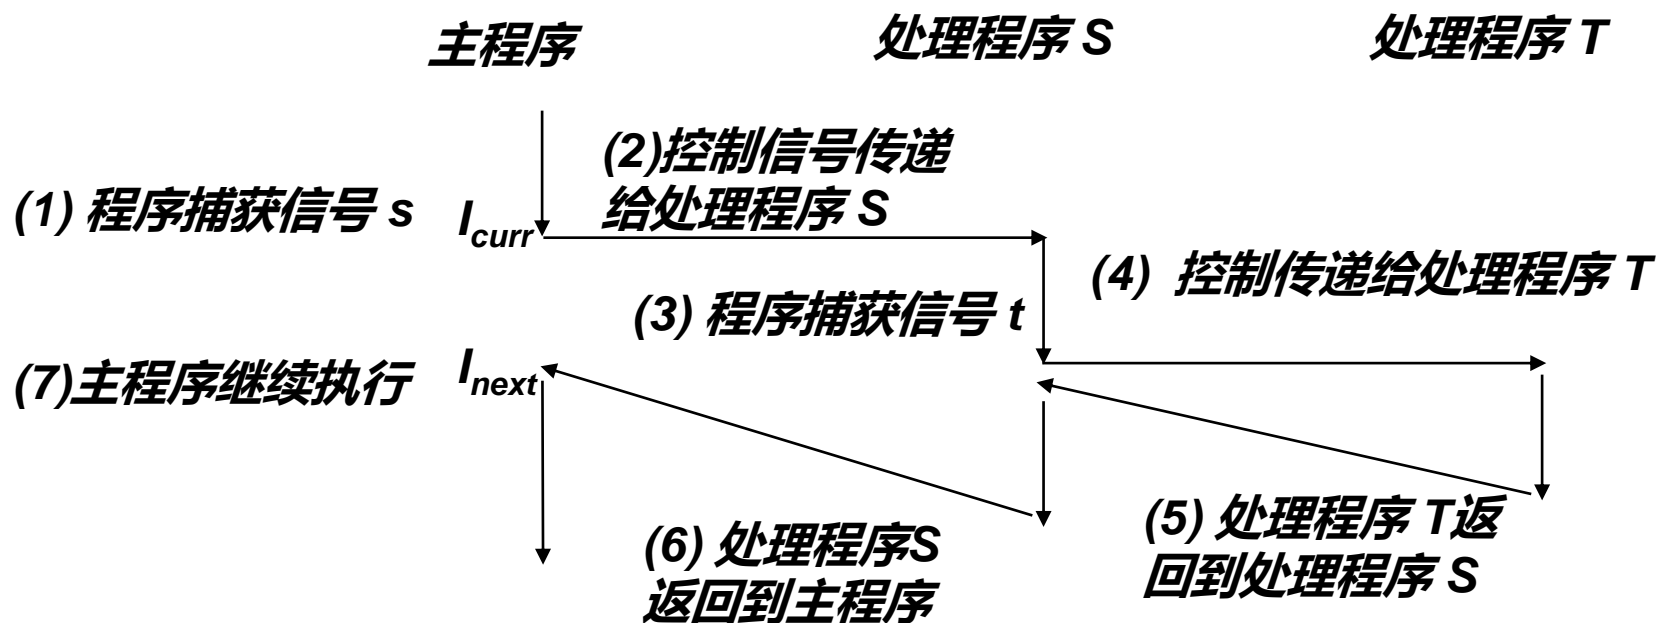 主程序
处理程序 S
处理程序 T
(2)控制信号传递
给处理程序 S
(1) 程序捕获信号 s
I_curr
(4) 控制传递给处理程序 T
(3) 程序捕获信号 t
(7)主程序继续执行
I_next
(5) 处理程序 T返
回到处理程序 S
(6) 处理程序S
返回到主程序